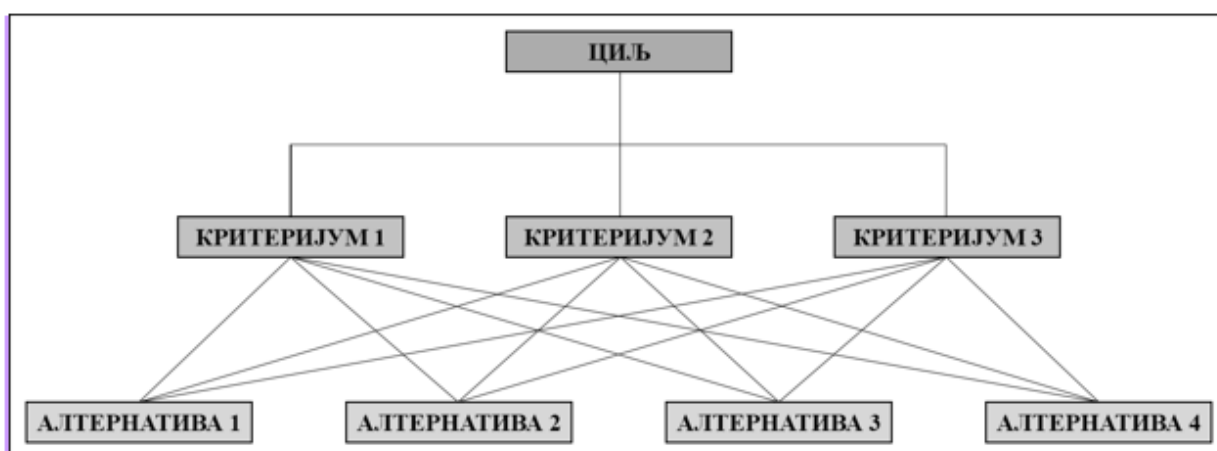 ЦИЉ
КРИТЕРИЈУМ 1
КРИТЕРИЈУМ 2
КРИТЕРИЈУМ 3
АЛТЕРНАТИВА 1
АЛТЕРНАТИВА 2
АЛТЕРНАТИВА 3
АЛТЕРНАТИВА 4